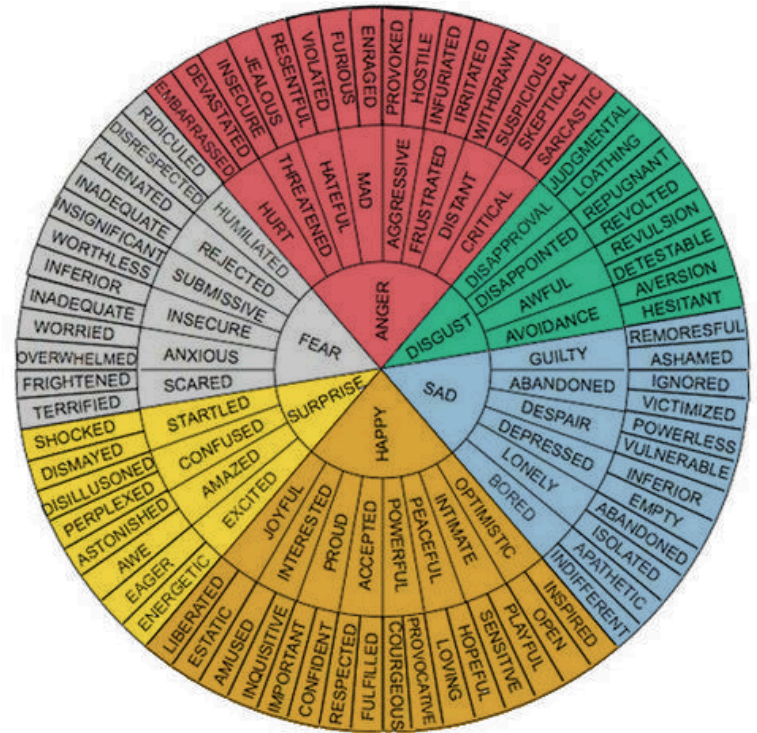 ANGER
DISGUST
SAD
HAPPY
SURPRISE
FEAR
HURT
THREATENED
HATEFUL
MAD
AGGRESSIVE
FRUSTRATED
DISTANT
CRITICAL
DISAPPROVAL
DISAPPOINTED
AWFUL
AVOIDANCE
GUILTY
ABANDONED
DESPAIR
DEPRESSED
LONELY
BORED
OPTIMISTIC
INTIMATE
PEACEFUL
POWERFUL
ACCEPTED
PROUD
INTERESTED
JOYFUL
EXCITED
AMAZED
CONFUSED
STARTLED
SCARED
ANXIOUS
INSECURE
SUBMISSIVE
REJECTED
HUMILIATED
EMBARRASSED
DEVASTATED
INSECURE
JEALOUS
RESENTFUL
VIOLATED
FURIOUS
ENRAGED
PROVOKED
HOSTILE
INFURIATED
IRRITATED
WITHDRAWN
SUSPICIOUS
SKEPTICAL
SARCASTIC
JUDGMENTAL
LOATHING
REPUGNANT
REVOLTED
REVULSION
DETESTABLE
AVERSION
HESITANT
REMORESFUL
ASHAMED
IGNORED
VICTIMIZED
POWERLESS
VULNERABLE
INFERIOR
EMPTY
ABANDONED
ISOLATED
APATHETIC
INDIFFERENT
INSPIRED
OPEN
PLAYFUL
SENSITIVE
HOPEFUL
LOVING
PROVOCATIVE
COURGEOUS
FULFILLED
RESPECTED
CONFIDENT
IMPORTANT
INQUISITIVE
AMUSED
ESTATIC
LIBERATED
ENERGETIC
EAGER
AWE
ASTONISHED
PERPLEXED
DISILLUSONED
DISMAYED
SHOCKED
TERRIFIED
FRIGHTENED
OVERWHELMED
WORRIED
INADEQUATE
INFERIOR
WORTHLESS
INSIGNIFICANT
INADEQUATE
ALIENATED
DISRESPECTED
RIDICULED